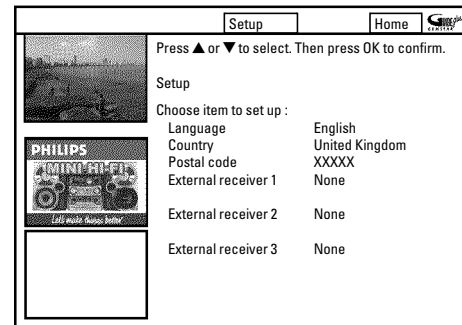 Setup
Home
GUIDE Plus
GEMSTAR
Press ▲ or ▼ to select. Then press OK to confirm.
Setup
Choose item to set up :
Language English
Country United Kingdom
Postal code XXXXX
External receiver 1 None
External receiver 2 None
External receiver 3 None
PHILIPS
MINI-HI-FI
Let's make things better